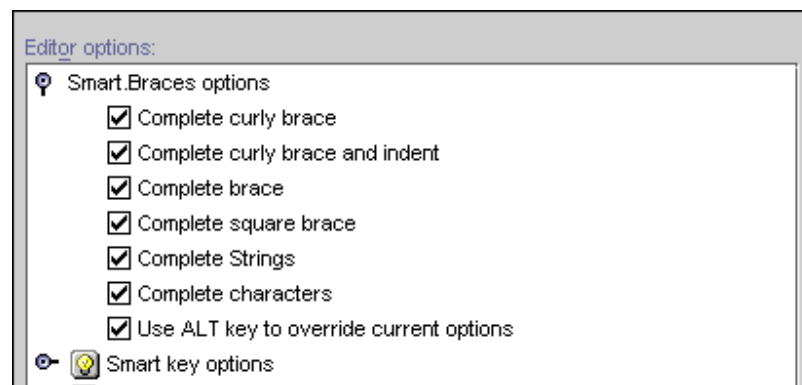 Editor options:
Smart.Braces options
Complete curly brace
Complete curly brace and indent
Complete brace
Complete square brace
Complete Strings
Complete characters
Use ALT key to override current options
Smart key options